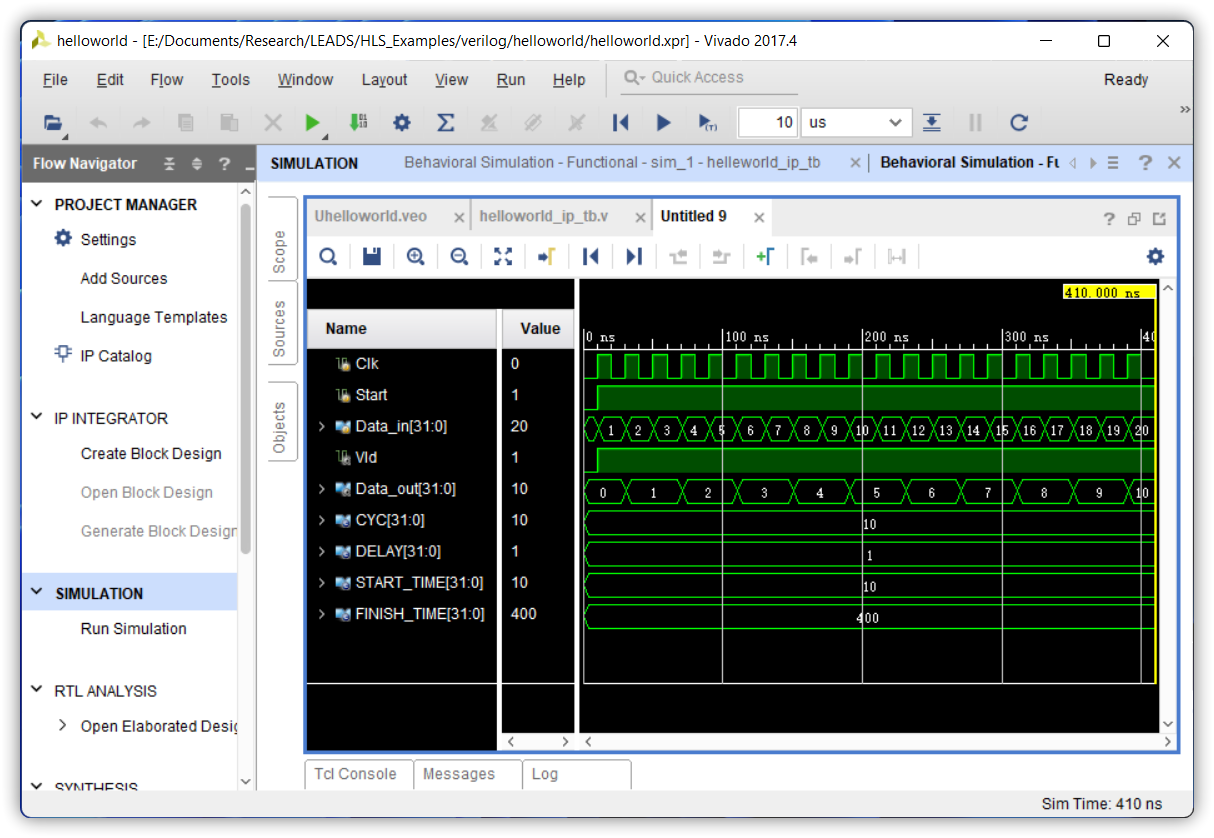 helloworld - [E:/Documents/Research/LEADS/HLS_Examples/verilog/helloworld/helloworld.xpr] - Vivado 2017.4
File Edit Flow Tools Window Layout View Run Help Quick Access Ready
10 us
Flow Navigator
SIMULATION Behavioral Simulation - Functional - sim_1 - helleworld_ip_tb Behavioral Simulation - Fu
PROJECT MANAGER
Settings
Add Sources
Language Templates
IP Catalog
IP INTEGRATOR
Create Block Design
Open Block Design
Generate Block Design
SIMULATION
Run Simulation
RTL ANALYSIS
Open Elaborated Desig
SYNTHESIS
Scope
Sources
Objects
Uhelloworld.veo helloworld_ip_tb.v Untitled 9
410.000 ns
Name Value 0 ns 100 ns 200 ns 300 ns 40
Clk 0
Start 1
Data_in[31:0] 20 1 2 3 4 5 6 7 8 9 10 11 12 13 14 15 16 17 18 19 20
Vld 1
Data_out[31:0] 10 0 1 2 3 4 5 6 7 8 9 10
CYC[31:0] 10 10
DELAY[31:0] 1 1
START_TIME[31:0] 10 10
FINISH_TIME[31:0] 400 400
Tcl Console Messages Log
Sim Time: 410 ns